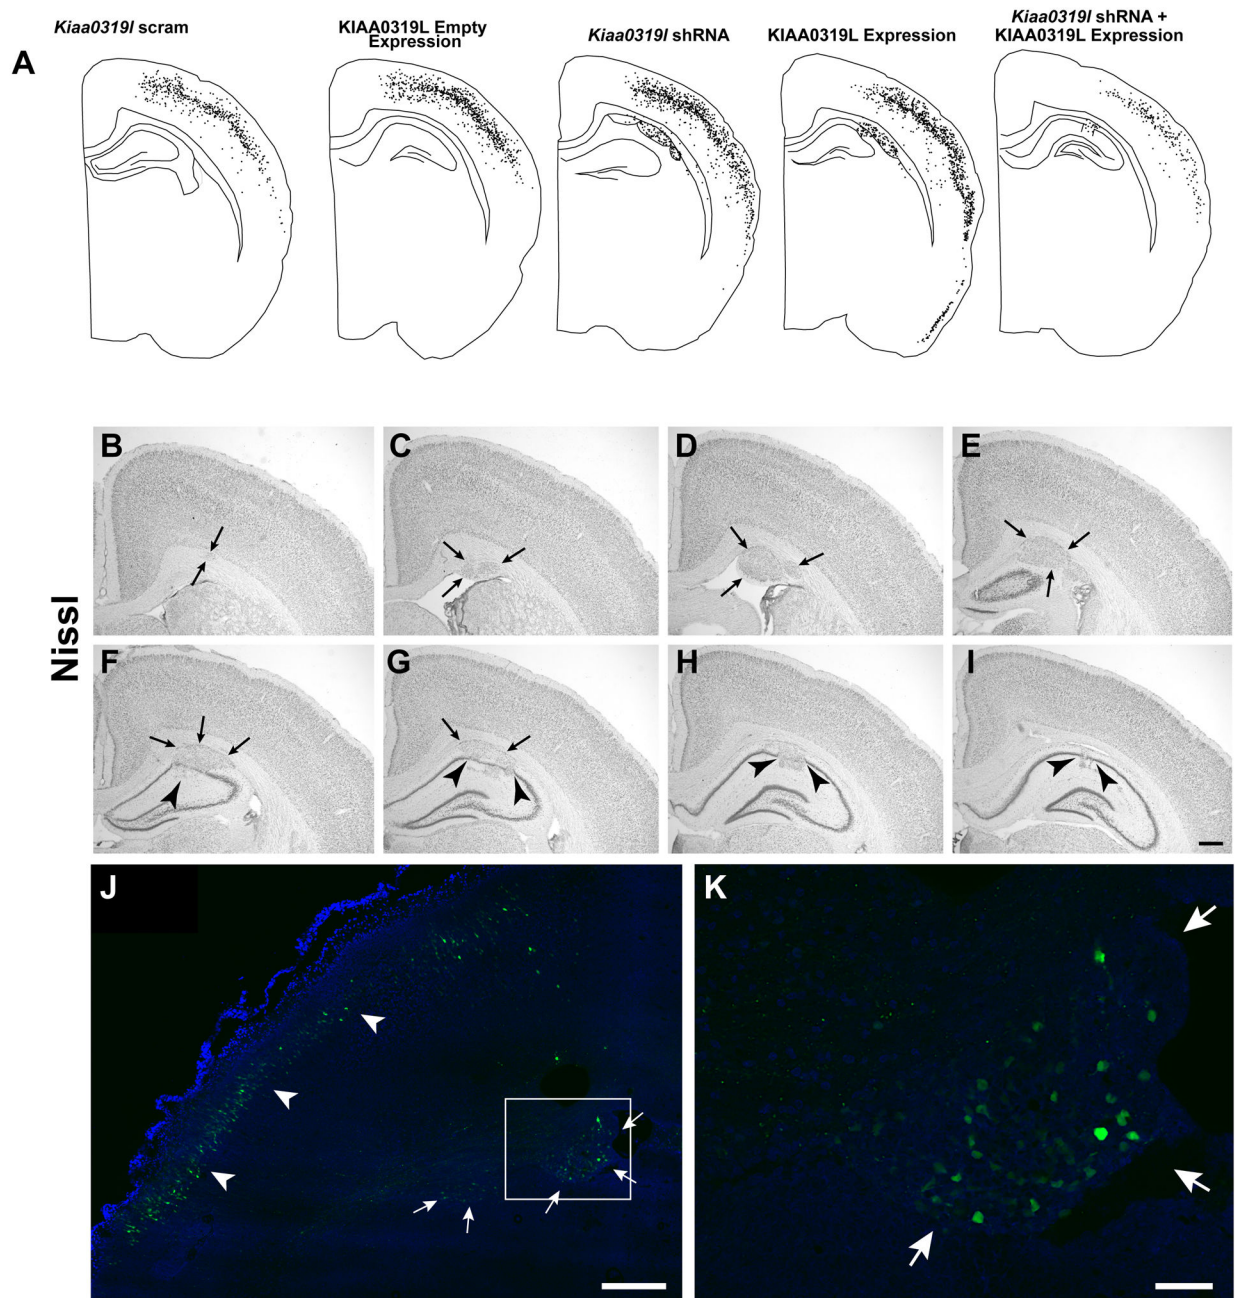 A
Kiaa0319l scram
KIAA0319L Empty
Expression
Kiaa0319l shRNA
KIAA0319L Expression
Kiaa0319l shRNA +
KIAA0319L Expression
Nissl
B
C
D
E
F
G
H
I
J
K